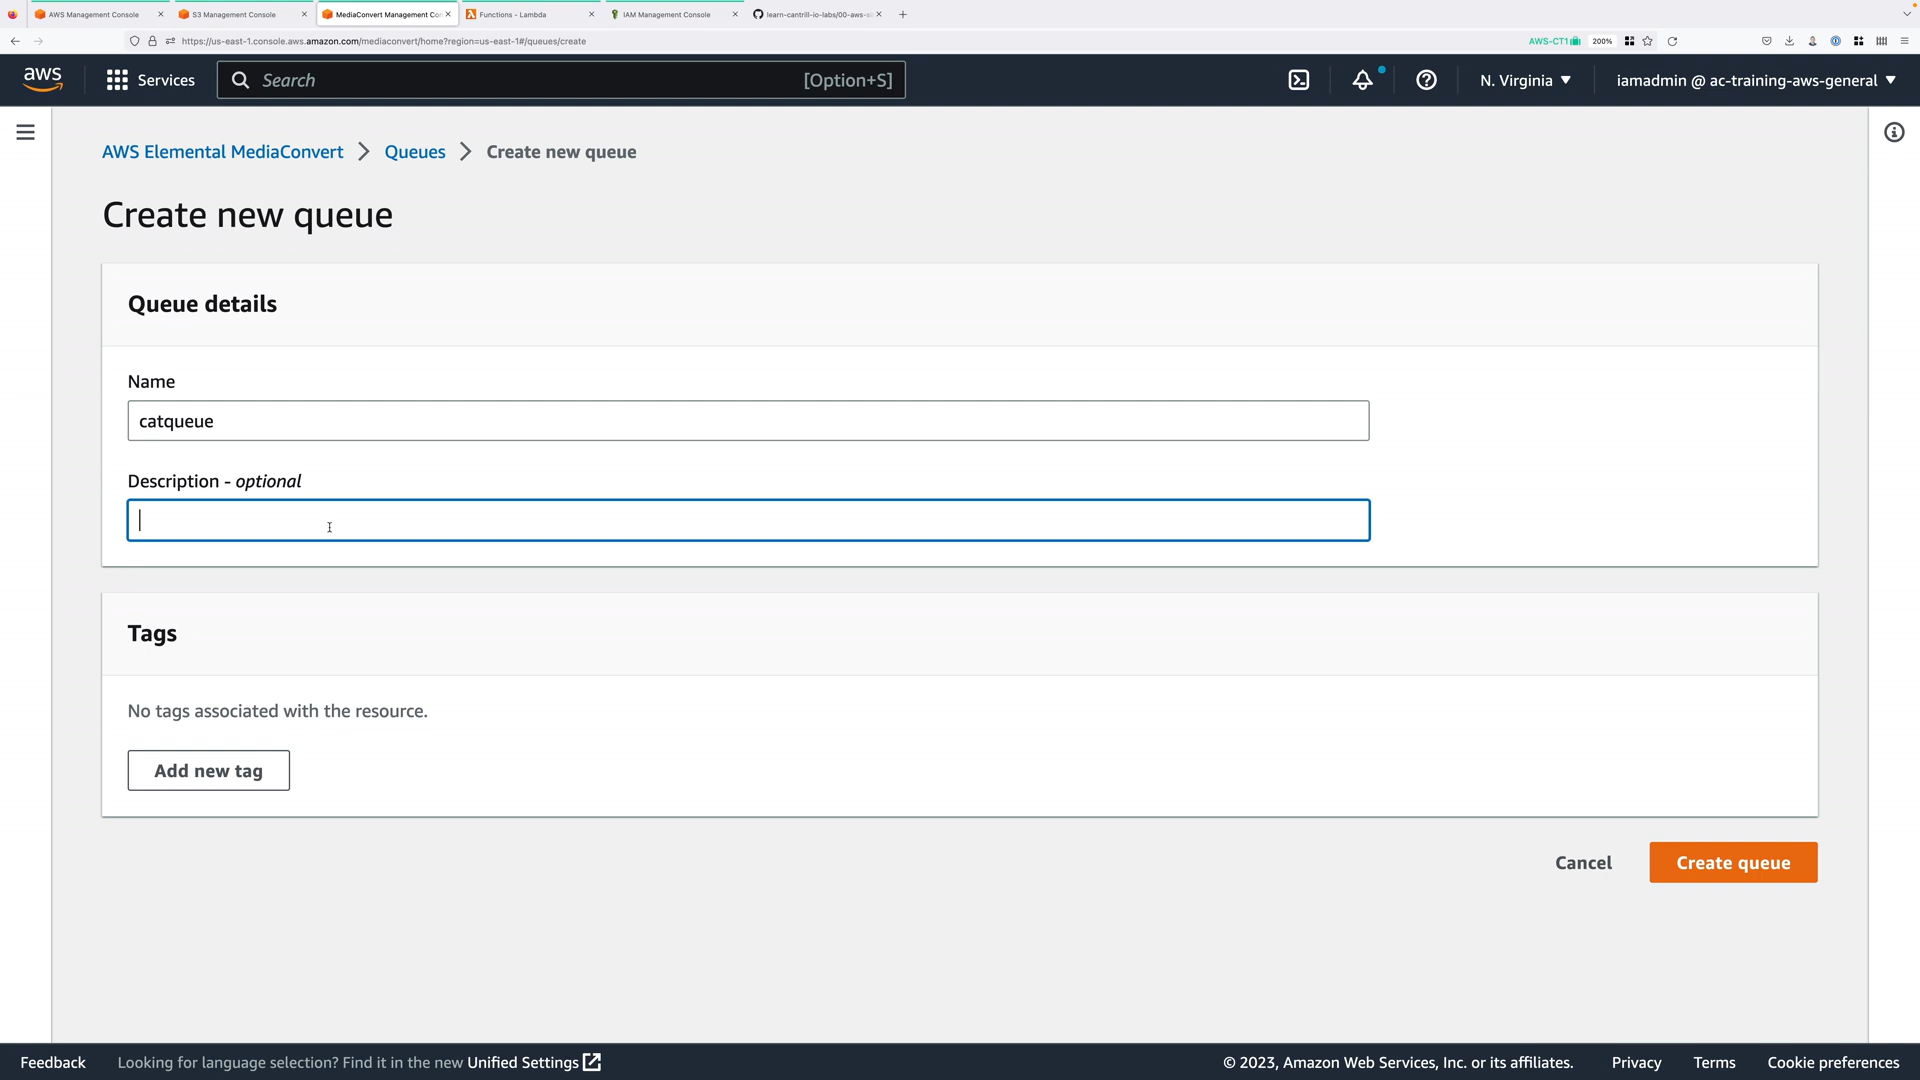 AWS Management Console
S3 Management Console
MediaConvert Management Co
Functions - Lambda
IAM Management Console
learn-cantrill-io-labs/00-aws-s
https://us-east-1.console.aws.amazon.com/mediaconvert/home?region=us-east-1#/queues/create
AWS-CT1
200%
aws
Services
Search
[Option+S]
N. Virginia
iamadmin @ ac-training-aws-general
AWS Elemental MediaConvert
Queues
Create new queue
Create new queue
Queue details
Name
catqueue
Description - optional
Tags
No tags associated with the resource.
Add new tag
Cancel
Create queue
Feedback
Looking for language selection? Find it in the new Unified Settings
© 2023, Amazon Web Services, Inc. or its affiliates.
Privacy
Terms
Cookie preferences